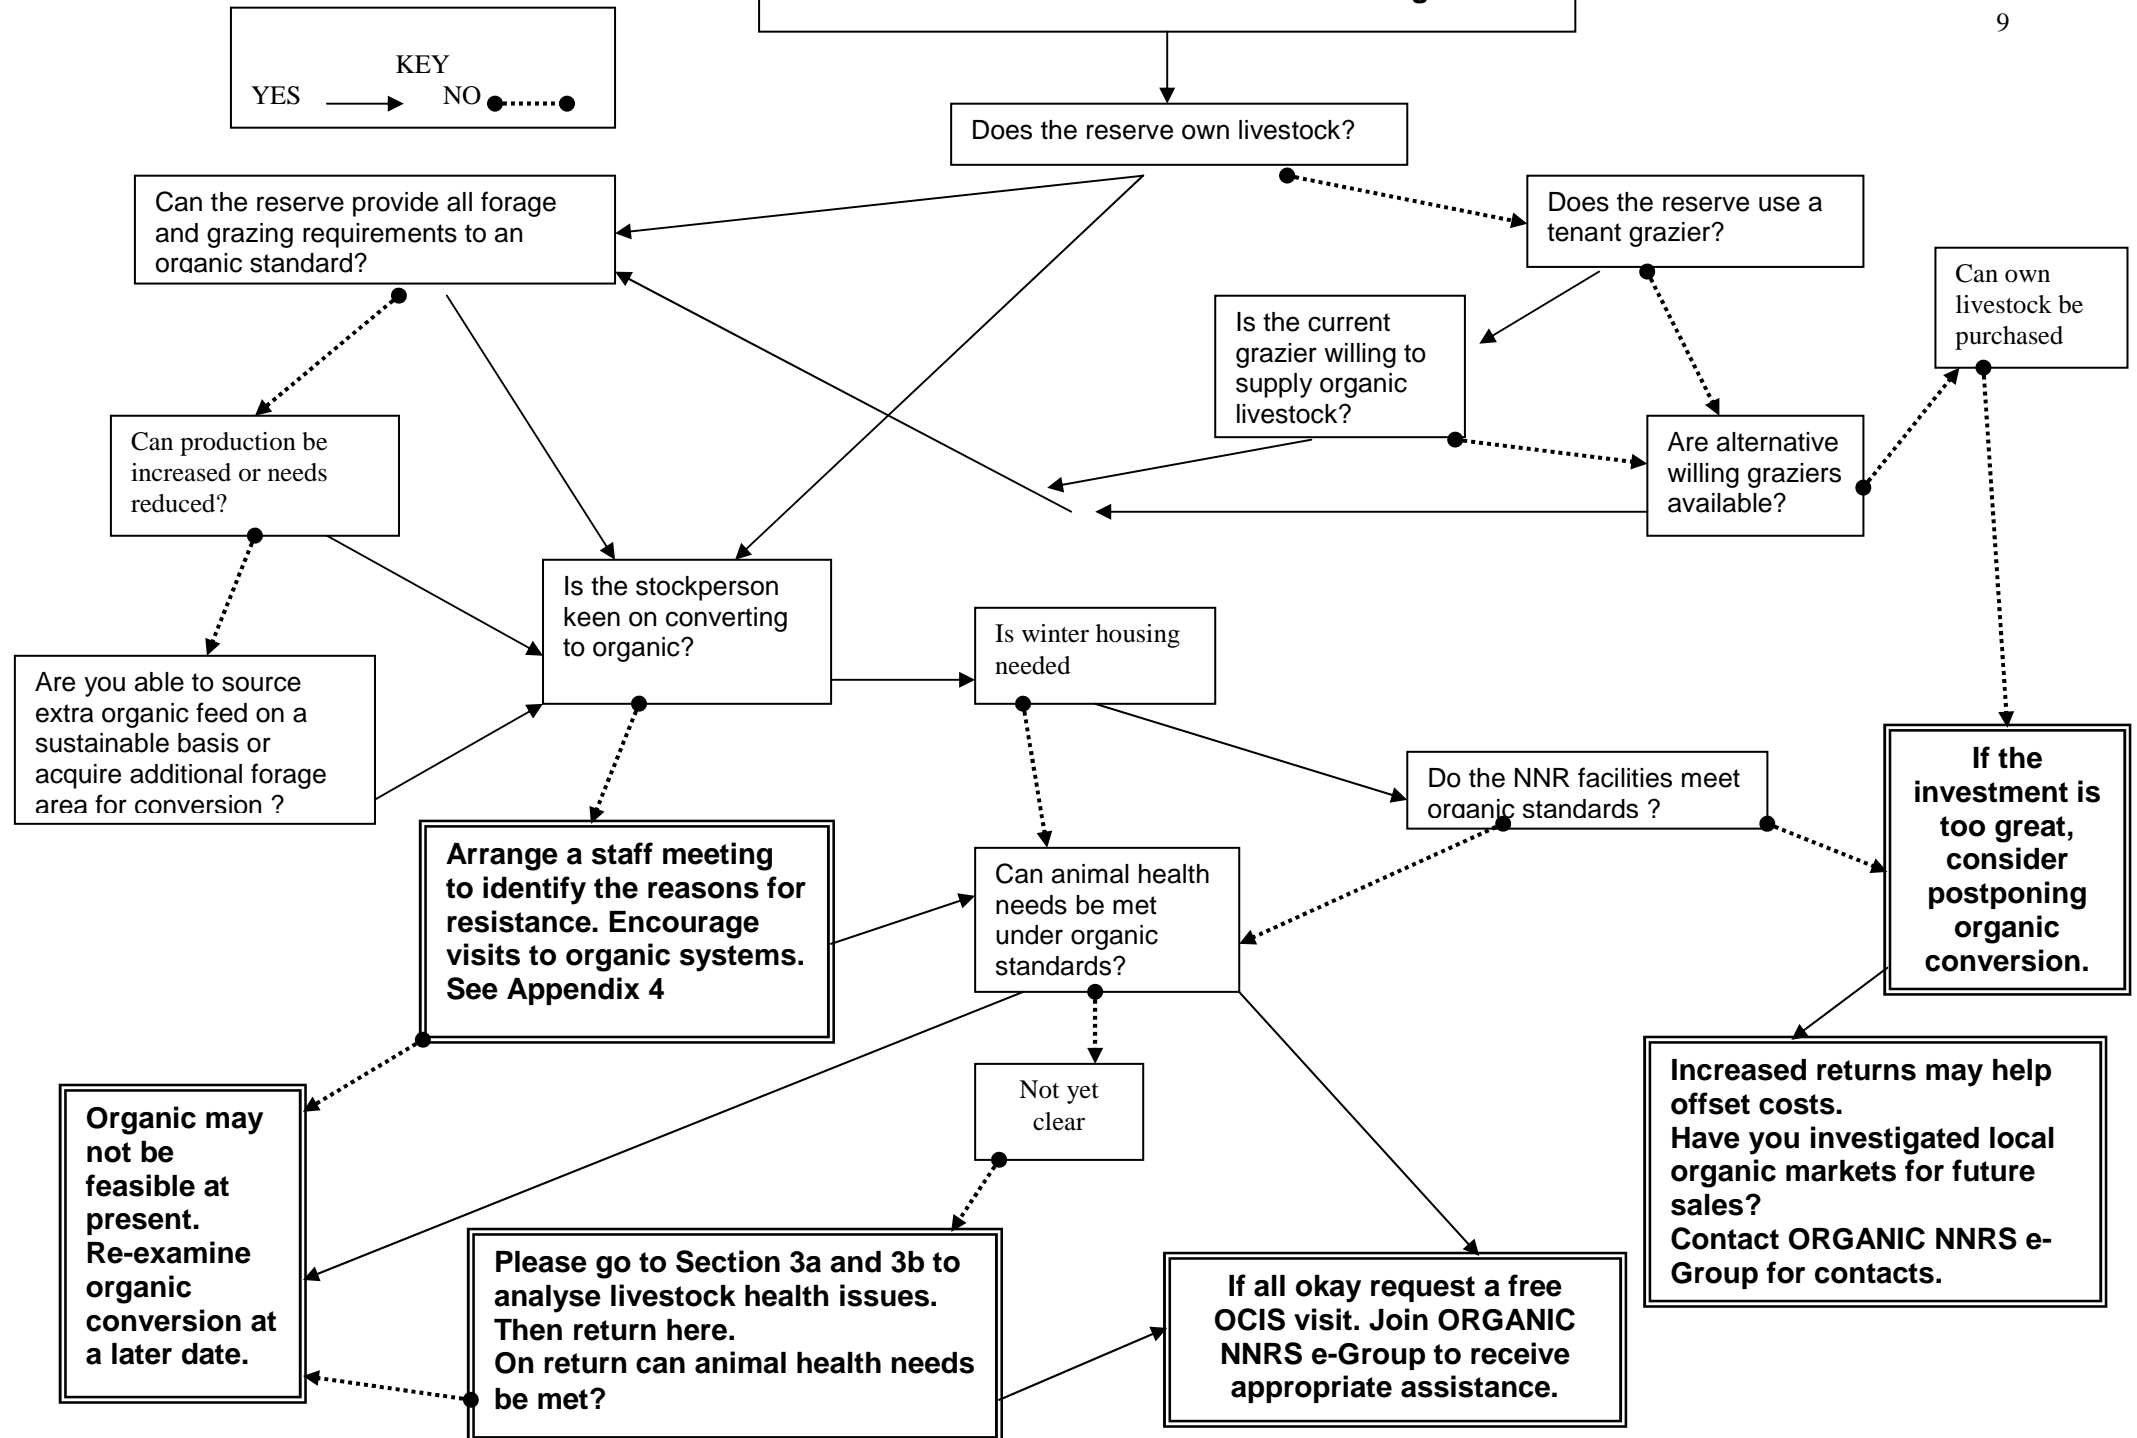 9
KEY
YES NO
Does the reserve own livestock?
Can the reserve provide all forage
and grazing requirements to an
organic standard?
Does the reserve use a
tenant grazier?
Can own
livestock be
purchased
Is the current
grazier willing to
supply organic
livestock?
Can production be
increased or needs
reduced?
Are alternative
willing graziers
available?
Is the stockperson
keen on converting
to organic?
Is winter housing
needed
Are you able to source
extra organic feed on a
sustainable basis or
acquire additional forage
area for conversion ?
Do the NNR facilities meet
organic standards ?
If the
investment is
too great,
consider
postponing
organic
conversion.
Arrange a staff meeting
to identify the reasons for
resistance. Encourage
visits to organic systems.
See Appendix 4
Can animal health
needs be met
under organic
standards?
Not yet
clear
Increased returns may help
offset costs.
Have you investigated local
organic markets for future
sales?
Contact ORGANIC NNRS e-
Group for contacts.
Organic may
not be
feasible at
present.
Re-examine
organic
conversion at
a later date.
Please go to Section 3a and 3b to
analyse livestock health issues.
Then return here.
On return can animal health needs
be met?
If all okay request a free
OCIS visit. Join ORGANIC
NNRS e-Group to receive
appropriate assistance.